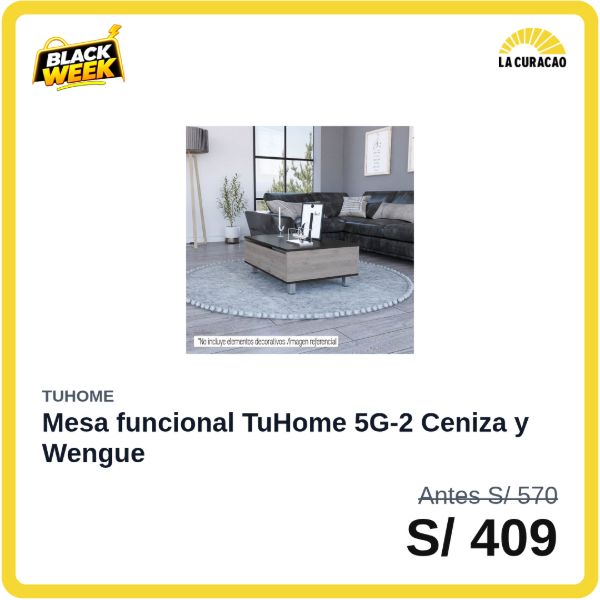 BLACK
WEEK
LA CURACAO
*No incluye elementos decorativos /Imagen referencial
TUHOME
Mesa funcional TuHome 5G-2 Ceniza y
Wengue
Antes S/ 570
S/ 409